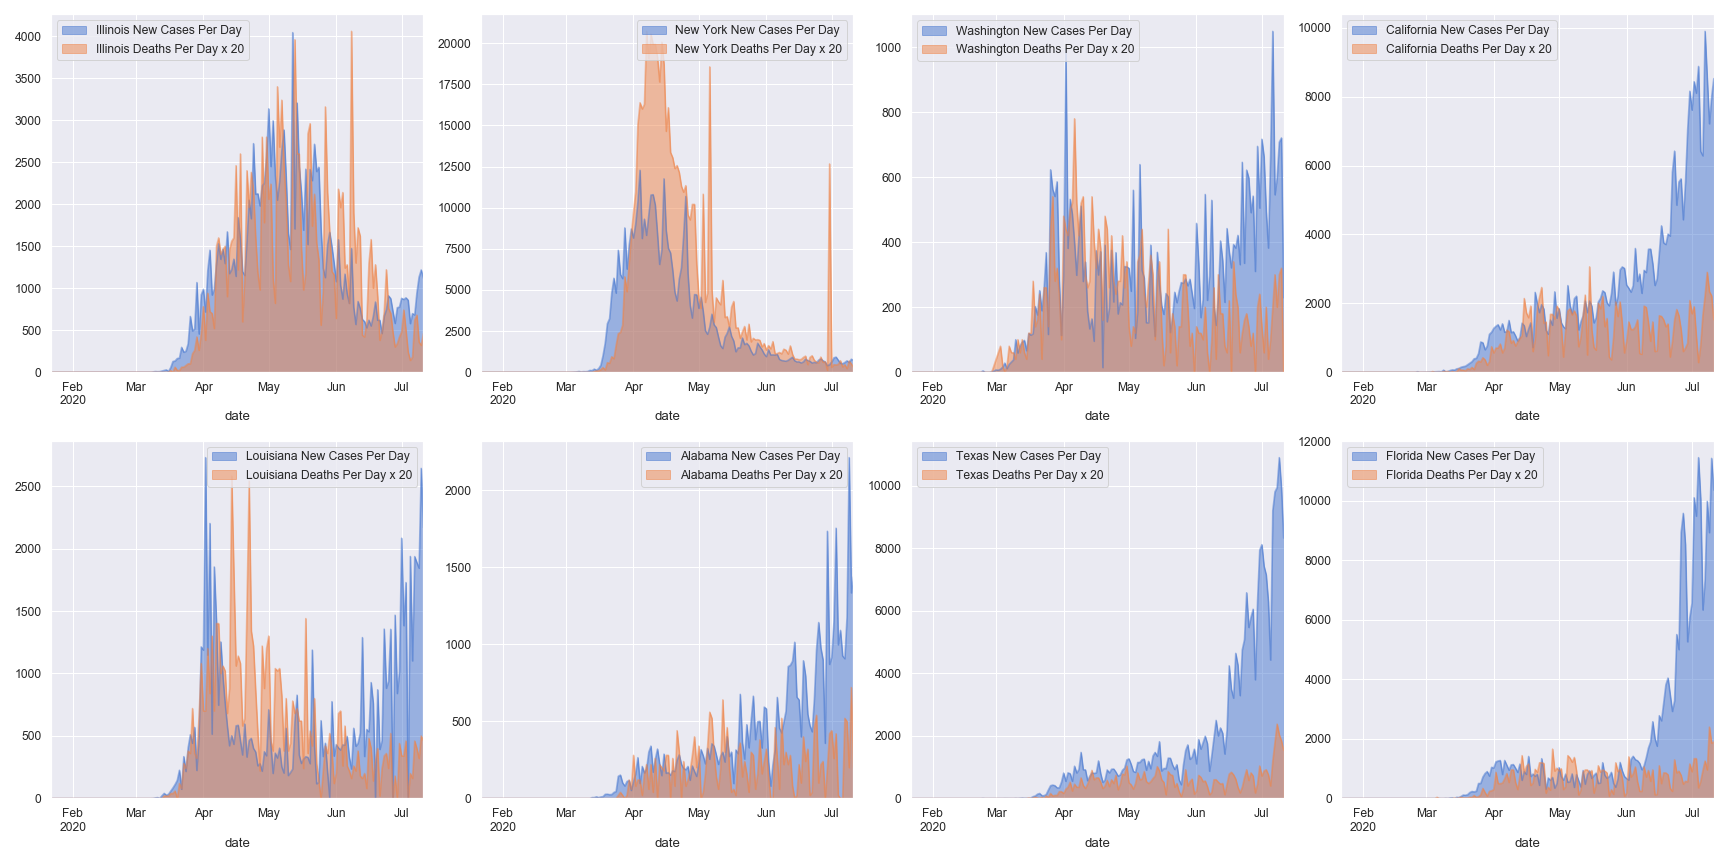 Illinois New Cases Per Day
Illinois Deaths Per Day x 20
4000
3500
3000
2500
2000
1500
1000
500
0
Feb
2020
Mar
Apr
May
Jun
Jul
date
New York New Cases Per Day
New York Deaths Per Day x 20
20000
17500
15000
12500
10000
7500
5000
2500
0
Feb
2020
Mar
Apr
May
Jun
Jul
date
Washington New Cases Per Day
Washington Deaths Per Day x 20
1000
800
600
400
200
0
Feb
2020
Mar
Apr
May
Jun
Jul
date
California New Cases Per Day
California Deaths Per Day x 20
10000
8000
6000
4000
2000
0
Feb
2020
Mar
Apr
May
Jun
Jul
date
Louisiana New Cases Per Day
Louisiana Deaths Per Day x 20
2500
2000
1500
1000
500
0
Feb
2020
Mar
Apr
May
Jun
Jul
date
Alabama New Cases Per Day
Alabama Deaths Per Day x 20
2000
1500
1000
500
0
Feb
2020
Mar
Apr
May
Jun
Jul
date
Texas New Cases Per Day
Texas Deaths Per Day x 20
10000
8000
6000
4000
2000
0
Feb
2020
Mar
Apr
May
Jun
Jul
date
Florida New Cases Per Day
Florida Deaths Per Day x 20
12000
10000
8000
6000
4000
2000
0
Feb
2020
Mar
Apr
May
Jun
Jul
date